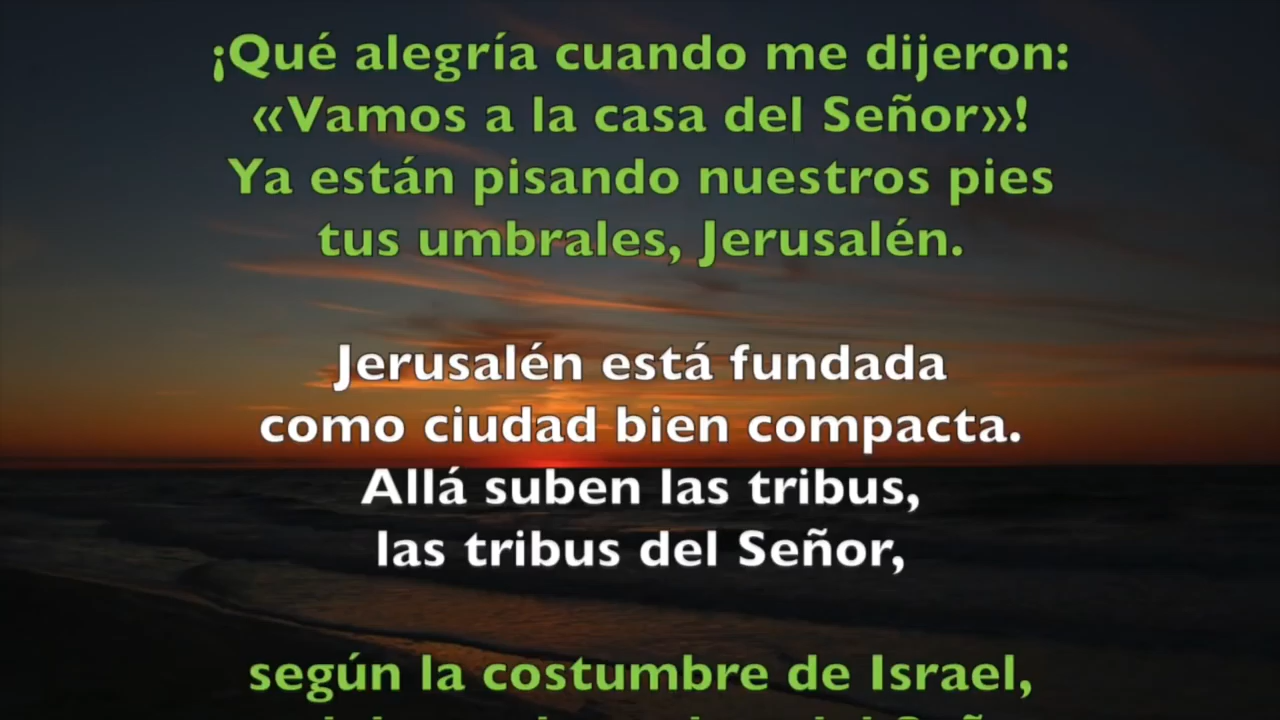 ¡Qué alegría cuando me dijeron:
«Vamos a la casa del Señor»!
Ya están pisando nuestros pies
tus umbrales, Jerusalén.
Jerusalén está fundada
como ciudad bien compacta.
Allá suben las tribus,
las tribus del Señor,
según la costumbre de Israel,